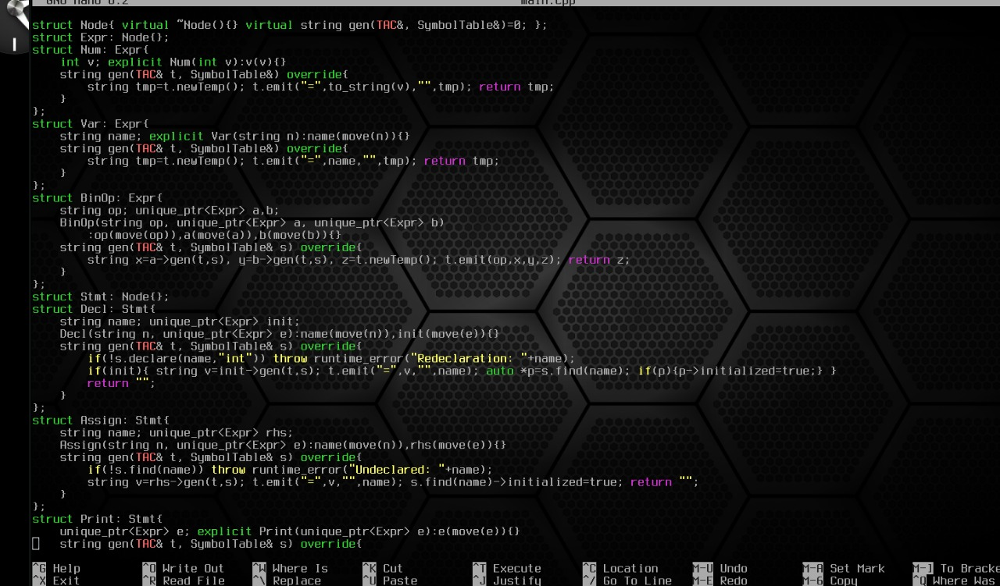 GNU nano 6.2 main.cpp
struct Node{ virtual ~Node(){} virtual string gen(TAC&, SymbolTable&)=0; };
struct Expr: Node{};
struct Num: Expr{
    int v; explicit Num(int v):v(v){}
    string gen(TAC& t, SymbolTable&) override{
        string tmp=t.newTemp(); t.emit("=",to_string(v),"",tmp); return tmp;
    }
};
struct Var: Expr{
    string name; explicit Var(string n):name(move(n)){}
    string gen(TAC& t, SymbolTable&) override{
        string tmp=t.newTemp(); t.emit("=",name,"",tmp); return tmp;
    }
};
struct BinOp: Expr{
    string op; unique_ptr<Expr> a,b;
    BinOp(string op, unique_ptr<Expr> a, unique_ptr<Expr> b)
        :op(move(op)),a(move(a)),b(move(b)){}
    string gen(TAC& t, SymbolTable& s) override{
        string x=a->gen(t,s), y=b->gen(t,s), z=t.newTemp(); t.emit(op,x,y,z); return z;
    }
};
struct Stmt: Node{};
struct Decl: Stmt{
    string name; unique_ptr<Expr> init;
    Decl(string n, unique_ptr<Expr> e):name(move(n)),init(move(e)){}
    string gen(TAC& t, SymbolTable& s) override{
        if(!s.declare(name,"int")) throw runtime_error("Redeclaration: "+name);
        if(init){ string v=init->gen(t,s); t.emit("=",v,"",name); auto *p=s.find(name); if(p){p->initialized=true;} }
        return "";
    }
};
struct Assign: Stmt{
    string name; unique_ptr<Expr> rhs;
    Assign(string n, unique_ptr<Expr> e):name(move(n)),rhs(move(e)){}
    string gen(TAC& t, SymbolTable& s) override{
        if(!s.find(name)) throw runtime_error("Undeclared: "+name);
        string v=rhs->gen(t,s); t.emit("=",v,"",name); s.find(name)->initialized=true; return "";
    }
};
struct Print: Stmt{
    unique_ptr<Expr> e; explicit Print(unique_ptr<Expr> e):e(move(e)){}
    string gen(TAC& t, SymbolTable& s) override{
^G Help ^O Write Out ^W Where Is ^K Cut ^T Execute ^C Location M-U Undo M-A Set Mark M-] To Bracke
^X Exit ^R Read File ^\ Replace ^U Paste ^J Justify ^/ Go To Line M-E Redo M-6 Copy ^Q Where Was